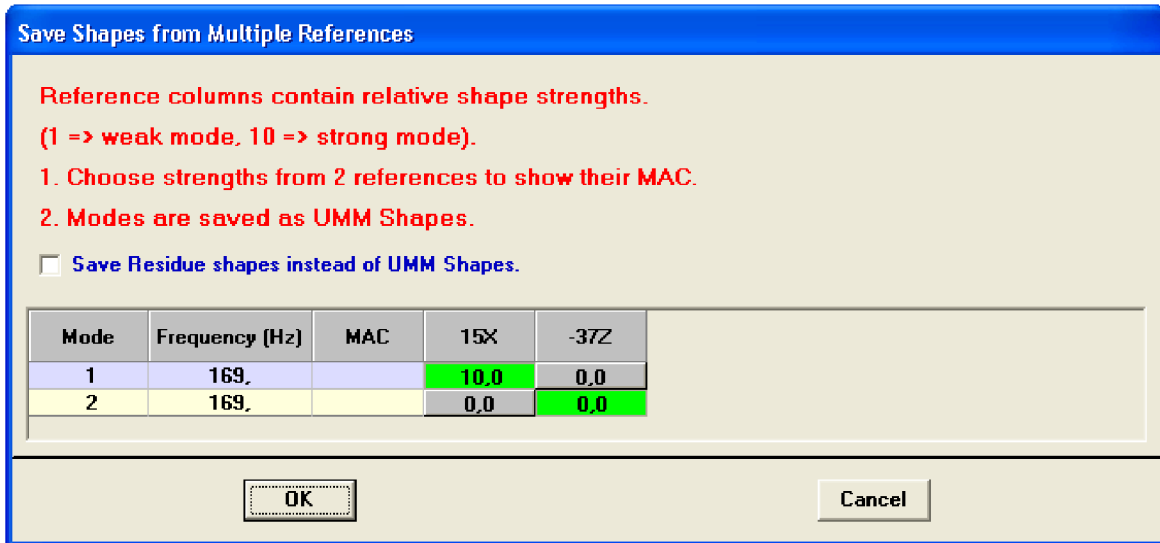 Save Shapes from Multiple References
Reference columns contain relative shape strengths.
(1 => weak mode, 10 => strong mode).
1. Choose strengths from 2 references to show their MAC.
2. Modes are saved as UMM Shapes.
Save Residue shapes instead of UMM Shapes.
Mode Frequency (Hz) MAC 15X -37Z
1 169, 10,0 0,0
2 169, 0,0 0,0
OK Cancel